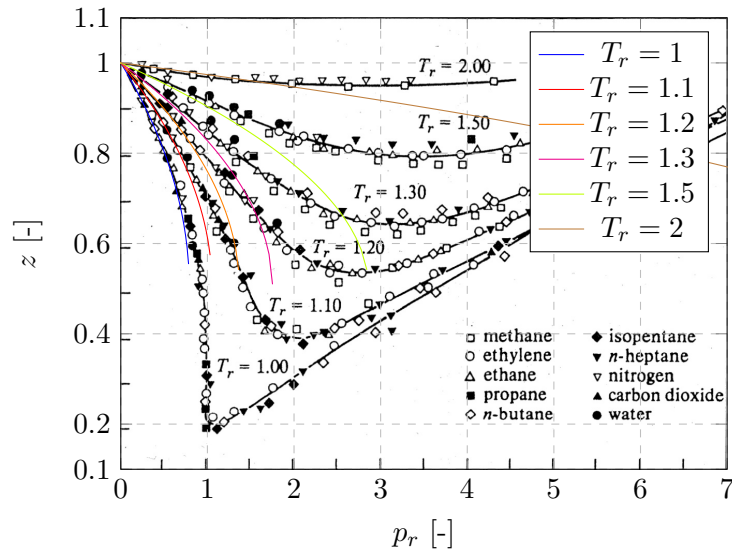 1.1
1
0.8
0.6
0.4
0.2
0.1
z [-]
0
1
2
3
4
5
6
7
p_r [-]
T_r = 2.00
T_r = 1.50
T_r = 1.30
T_r = 1.20
T_r = 1.10
T_r = 1.00
T_r = 1
T_r = 1.1
T_r = 1.2
T_r = 1.3
T_r = 1.5
T_r = 2
methane
ethylene
ethane
propane
n-butane
isopentane
n-heptane
nitrogen
carbon dioxide
water